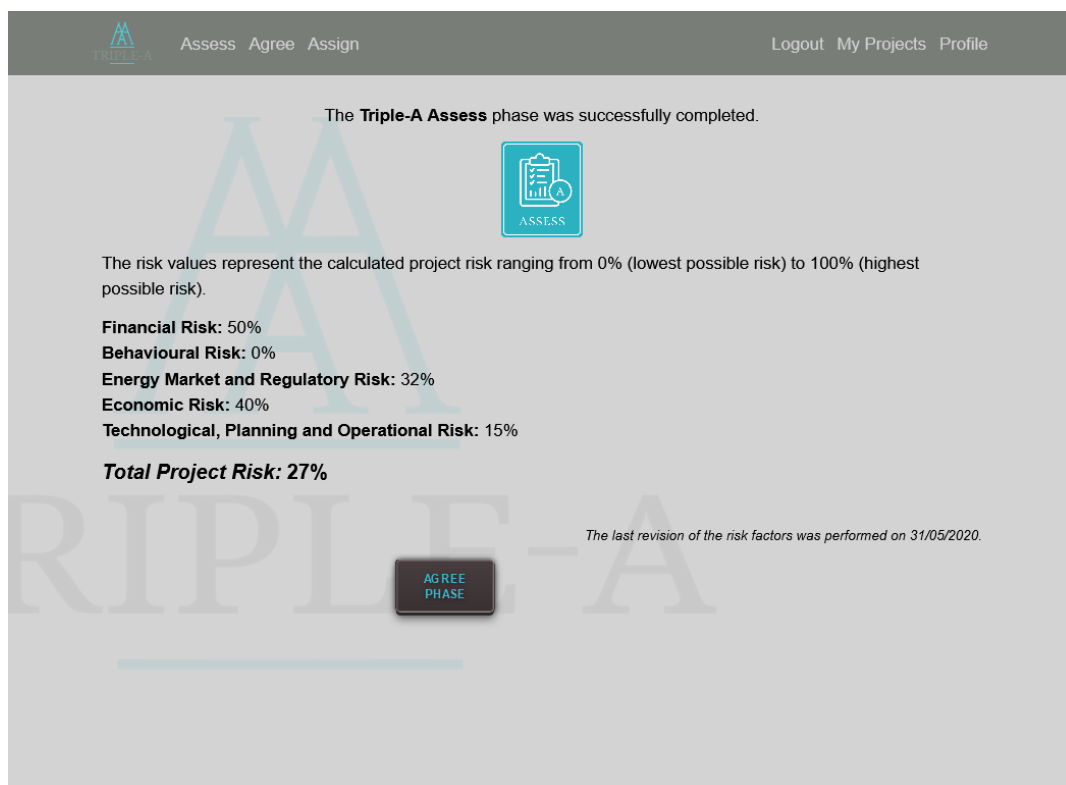 TRIPLE-A
Assess Agree Assign
Logout My Projects Profile
The Triple-A Assess phase was successfully completed.
A
ASSESS
The risk values represent the calculated project risk ranging from 0% (lowest possible risk) to 100% (highest
possible risk).
Financial Risk: 50%
Behavioural Risk: 0%
Energy Market and Regulatory Risk: 32%
Economic Risk: 40%
Technological, Planning and Operational Risk: 15%
Total Project Risk: 27%
RIPLE-A
The last revision of the risk factors was performed on 31/05/2020.
AGREE
PHASE